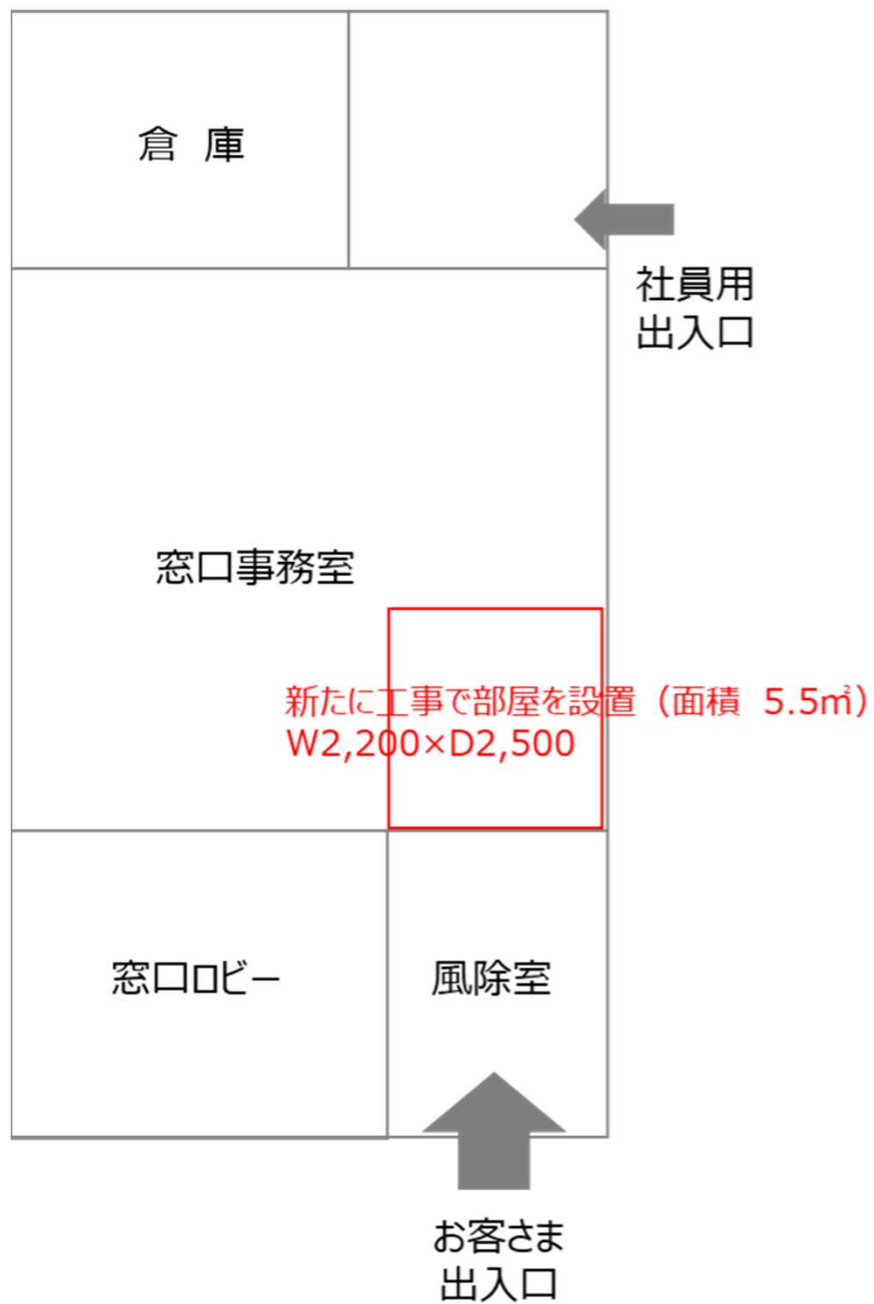 倉 庫
社員用
出入口
窓口事務室
新たに工事で部屋を設置（面積 5.5㎡）
W2,200×D2,500
窓口ロビー
風除室
お客さま
出入口